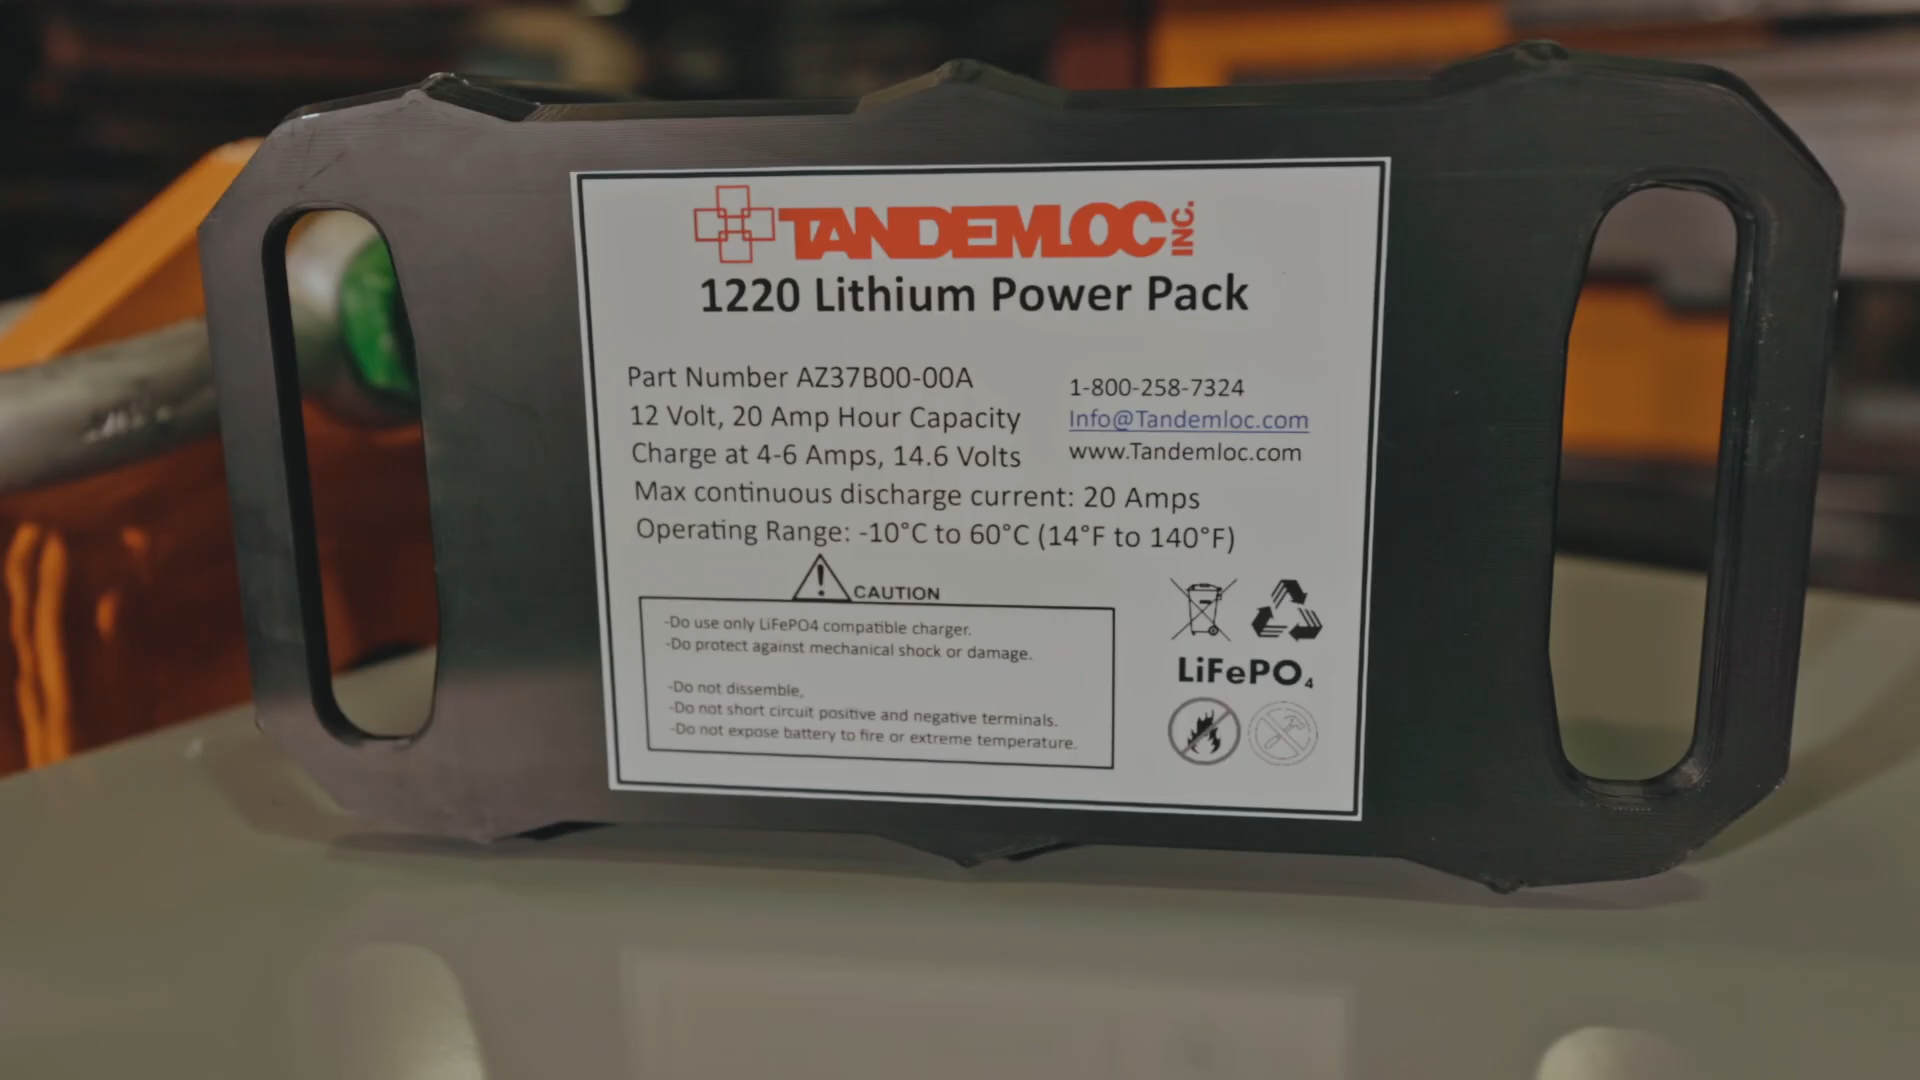 TANDEMLOC INC.
1220 Lithium Power Pack
Part Number AZ37B00-00A
12 Volt, 20 Amp Hour Capacity
Charge at 4-6 Amps, 14.6 Volts
Max continuous discharge current: 20 Amps
Operating Range: -10°C to 60°C (14°F to 140°F)
1-800-258-7324
Info@Tandemloc.com
www.Tandemloc.com
CAUTION
-Do use only LiFePO4 compatible charger.
-Do protect against mechanical shock or damage.
-Do not dissemble,
-Do not short circuit positive and negative terminals.
-Do not expose battery to fire or extreme temperature.
LiFePO4